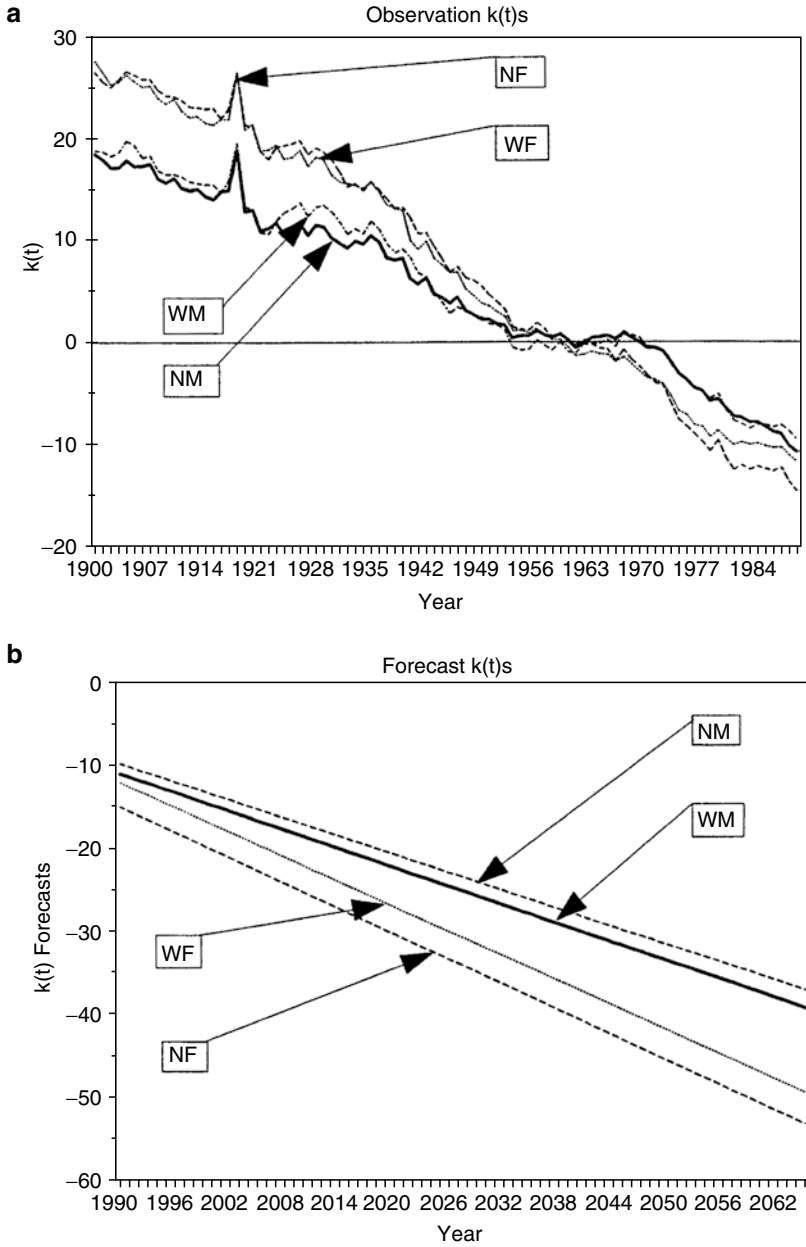 a
Observation k(t)s
30
20
10
0
−10
−20
k(t)
NF
WF
WM
NM
1900 1907 1914 1921 1928 1935 1942 1949 1956 1963 1970 1977 1984
Year
b
Forecast k(t)s
0
−10
−20
−30
−40
−50
−60
k(t) Forecasts
NM
WM
WF
NF
1990 1996 2002 2008 2014 2020 2026 2032 2038 2044 2050 2056 2062
Year